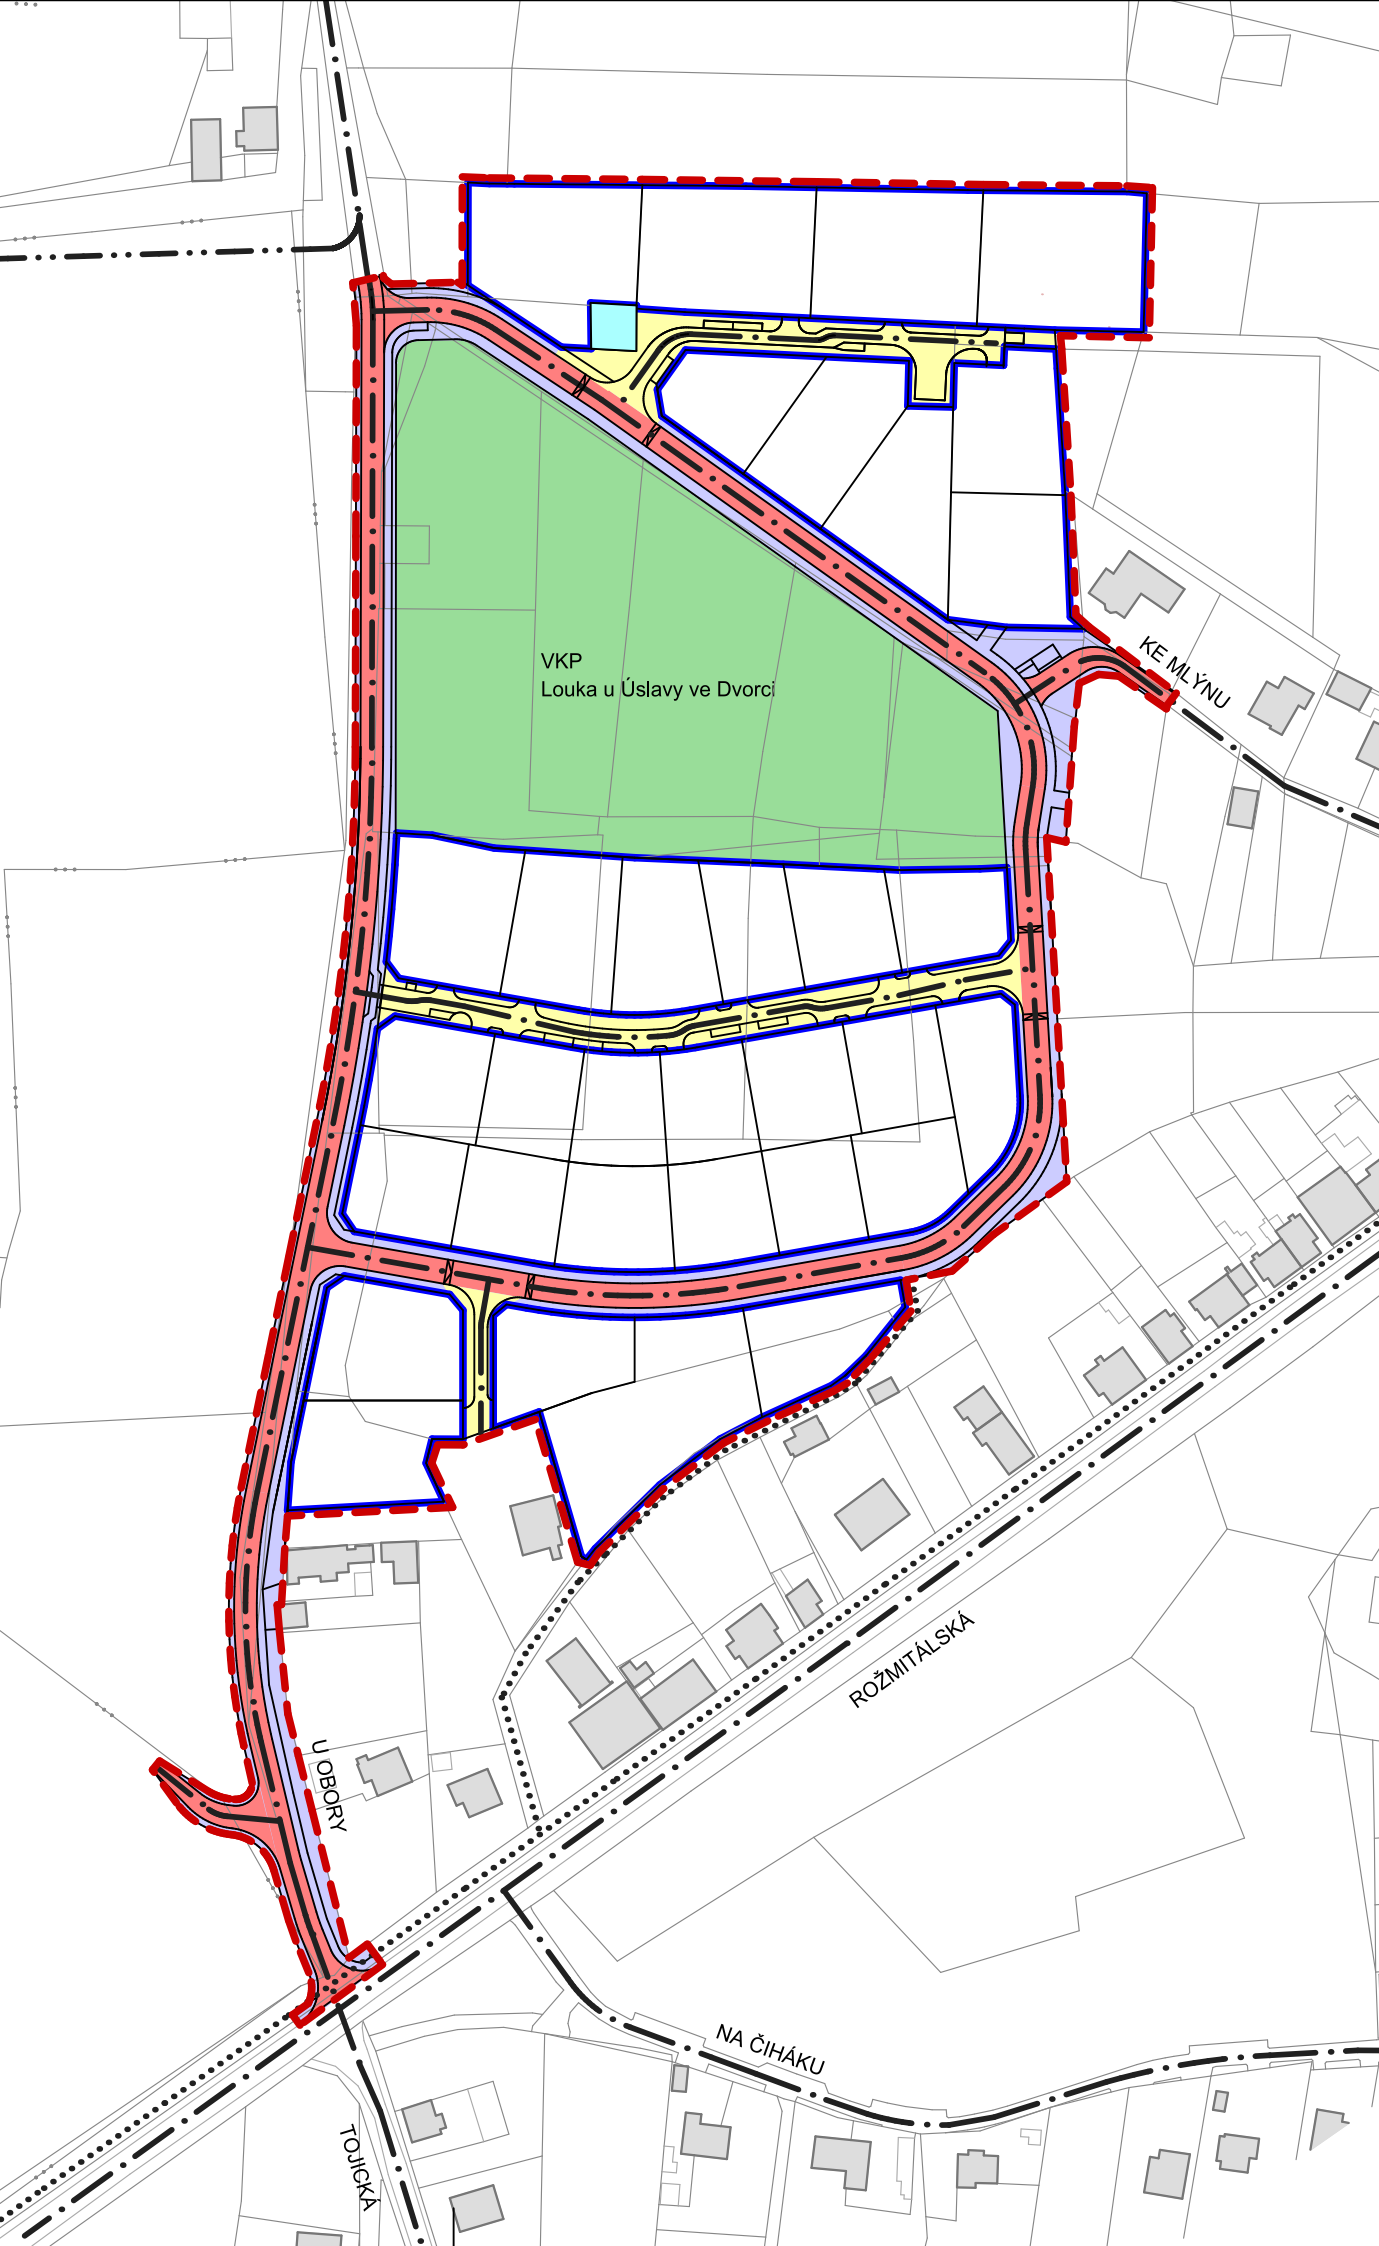 VKP
Louka u Úslavy ve Dvorci
KE MLÝNU
ROŽMITÁLSKÁ
U OBORY
NA ČIHÁKU
TOJICKÁ